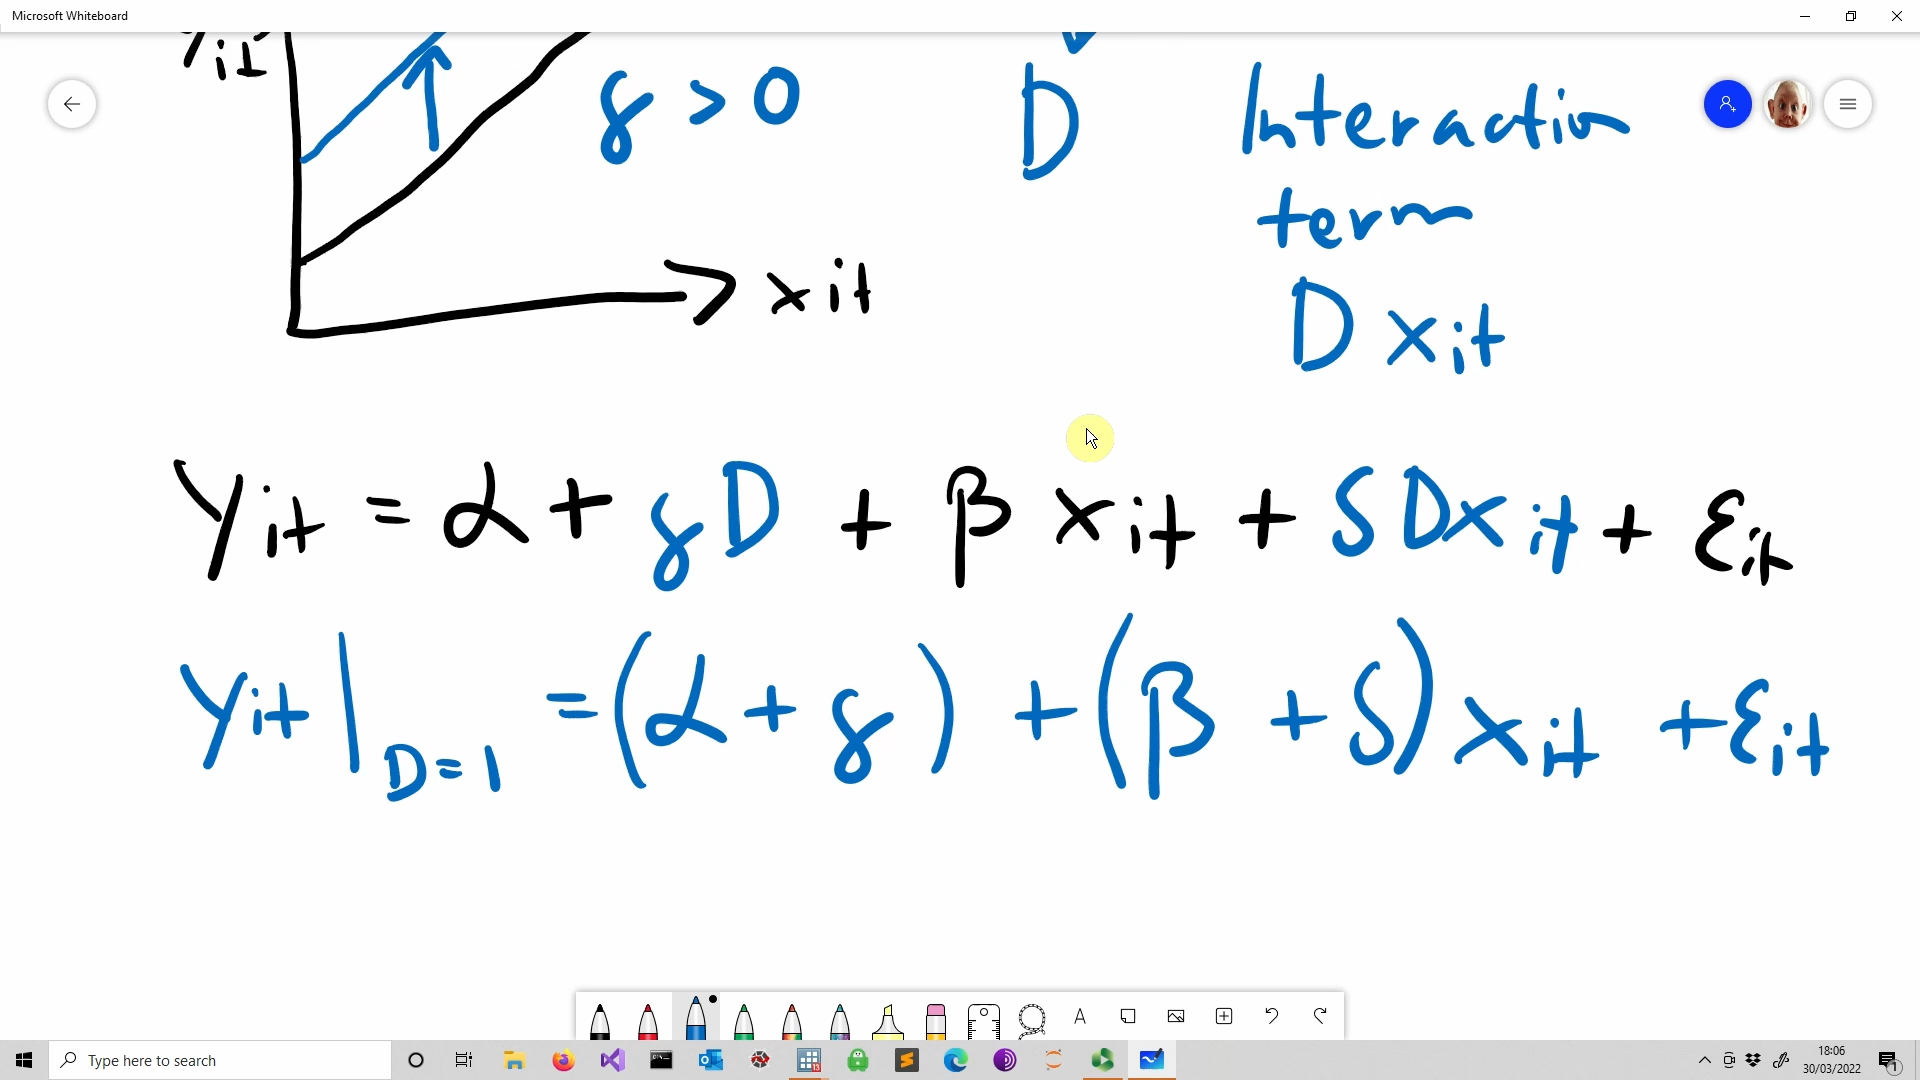 Microsoft Whiteboard
Yit
γ > 0
D
Interaction
term
xit
D xit
Yit = α + γD + β xit + δDxit + εit
Yit | D=1 = (α + γ) + (β + δ) xit + εit
A
Type here to search
18:06
30/03/2022